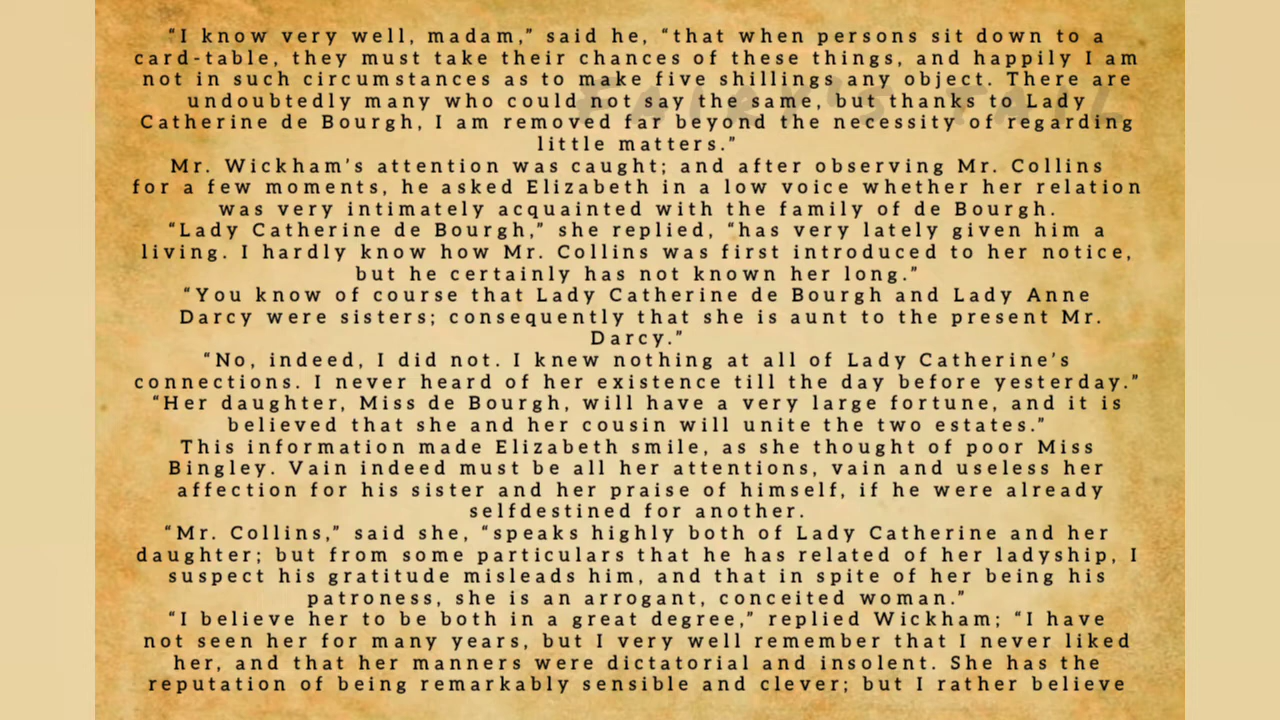 “I know very well, madam,” said he, “that when persons sit down to a
card-table, they must take their chances of these things, and happily I am
not in such circumstances as to make five shillings any object. There are
undoubtedly many who could not say the same, but thanks to Lady
Catherine de Bourgh, I am removed far beyond the necessity of regarding
little matters.”
Mr. Wickham’s attention was caught; and after observing Mr. Collins
for a few moments, he asked Elizabeth in a low voice whether her relation
was very intimately acquainted with the family of de Bourgh.
“Lady Catherine de Bourgh,” she replied, “has very lately given him a
living. I hardly know how Mr. Collins was first introduced to her notice,
but he certainly has not known her long.”
“You know of course that Lady Catherine de Bourgh and Lady Anne
Darcy were sisters; consequently that she is aunt to the present Mr.
Darcy.”
“No, indeed, I did not. I knew nothing at all of Lady Catherine’s
connections. I never heard of her existence till the day before yesterday.”
“Her daughter, Miss de Bourgh, will have a very large fortune, and it is
believed that she and her cousin will unite the two estates.”
This information made Elizabeth smile, as she thought of poor Miss
Bingley. Vain indeed must be all her attentions, vain and useless her
affection for his sister and her praise of himself, if he were already
selfdestined for another.
“Mr. Collins,” said she, “speaks highly both of Lady Catherine and her
daughter; but from some particulars that he has related of her ladyship, I
suspect his gratitude misleads him, and that in spite of her being his
patroness, she is an arrogant, conceited woman.”
“I believe her to be both in a great degree,” replied Wickham; “I have
not seen her for many years, but I very well remember that I never liked
her, and that her manners were dictatorial and insolent. She has the
reputation of being remarkably sensible and clever; but I rather believe